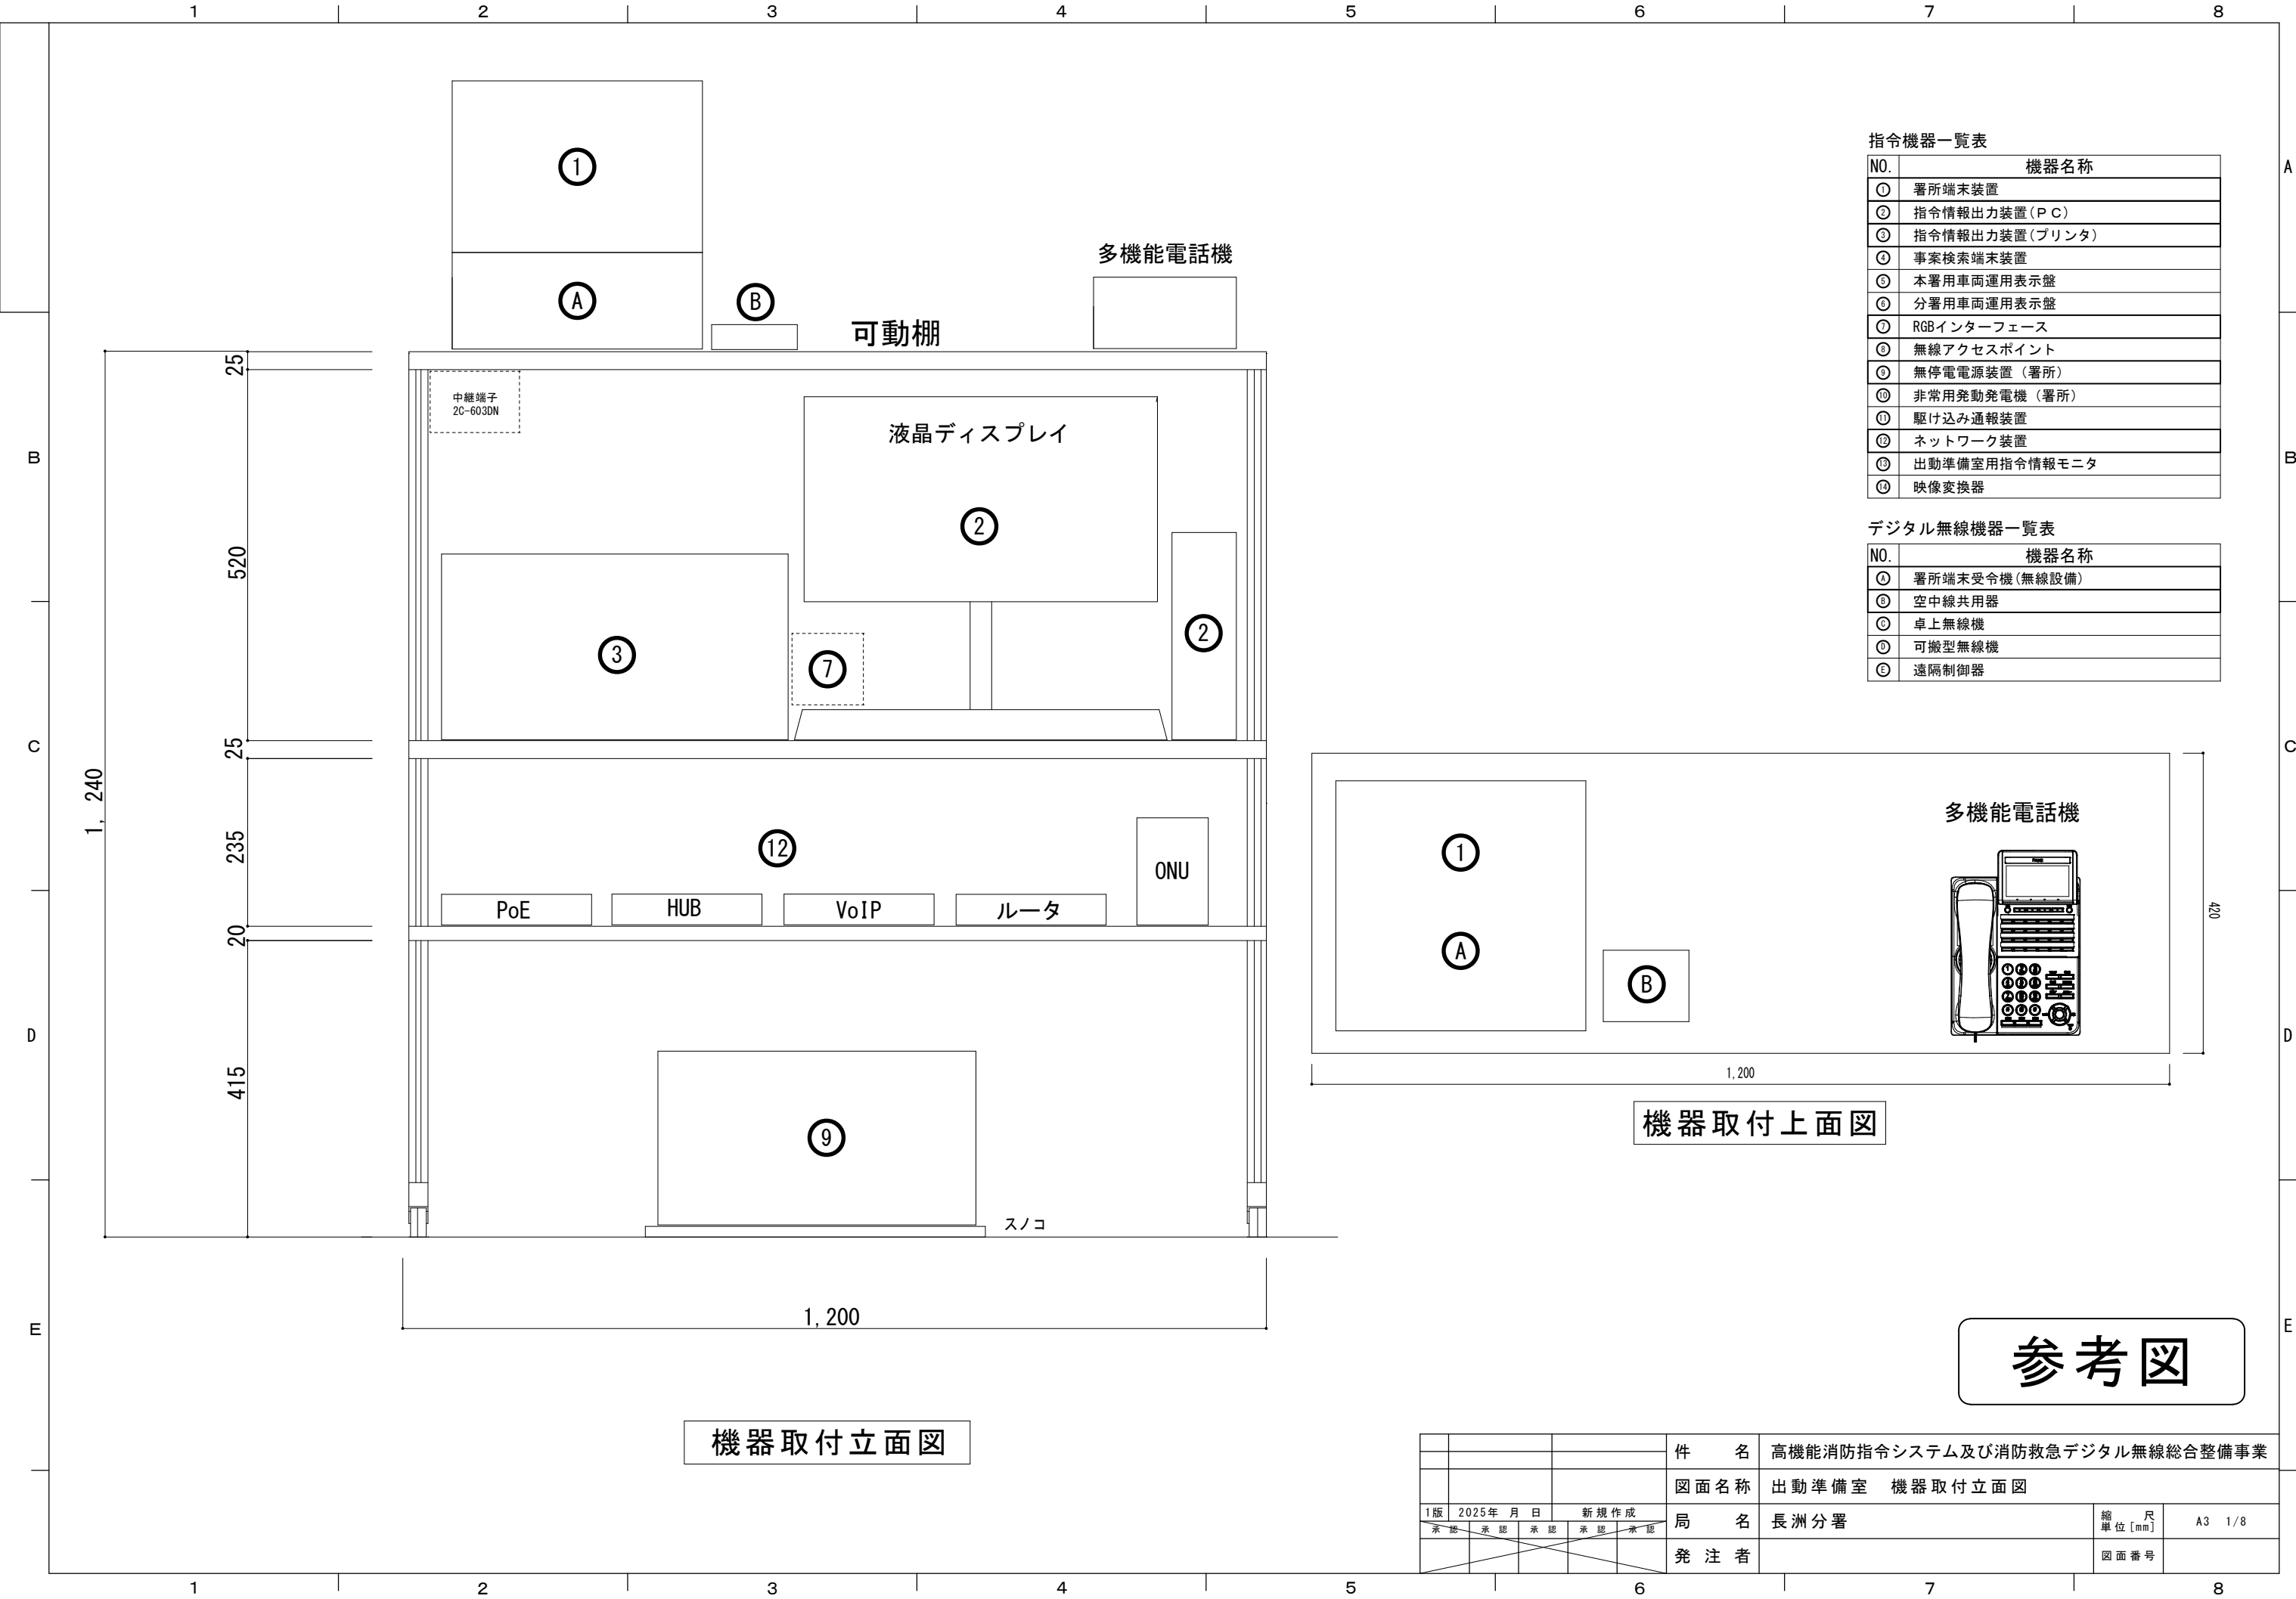 1 2 3 4 5 6 7 8
A
B
C
D
E
B
C
D
E
①
Ⓐ
Ⓑ
可動棚
多機能電話機
中継端子
2C-603DN
液晶ディスプレイ
②
②
③
⑦
⑫
PoE
HUB
VoIP
ルータ
ONU
⑨
スノコ
25
520
25
235
20
415
1,240
1,200
機器取付立面図
指令機器一覧表
NO. 機器名称
① 署所端末装置
② 指令情報出力装置(ＰＣ)
③ 指令情報出力装置(プリンタ)
④ 事案検索端末装置
⑤ 本署用車両運用表示盤
⑥ 分署用車両運用表示盤
⑦ RGBインターフェース
⑧ 無線アクセスポイント
⑨ 無停電電源装置（署所）
⑩ 非常用発動発電機（署所）
⑪ 駆け込み通報装置
⑫ ネットワーク装置
⑬ 出動準備室用指令情報モニタ
⑭ 映像変換器
デジタル無線機器一覧表
NO. 機器名称
Ⓐ 署所端末受令機(無線設備)
Ⓑ 空中線共用器
Ⓒ 卓上無線機
Ⓓ 可搬型無線機
Ⓔ 遠隔制御器
①
Ⓐ
Ⓑ
多機能電話機
420
1,200
機器取付上面図
参考図
件名 高機能消防指令システム及び消防救急デジタル無線総合整備事業
図面名称 出動準備室 機器取付立面図
1版 2025年 月 日 新規作成
承認 承認 承認 承認 承認
局名 長洲分署
縮尺
単位[mm]
A3 1/8
発注者
図面番号
1 2 3 4 5 6 7 8